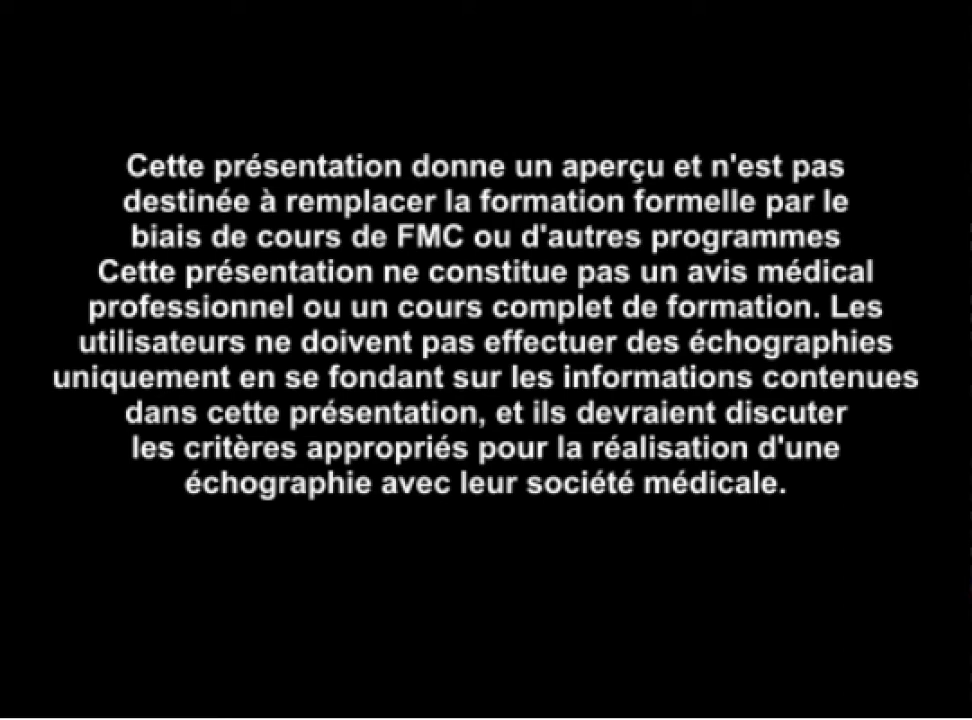 Cette présentation donne un aperçu et n'est pas
destinée à remplacer la formation formelle par le
biais de cours de FMC ou d'autres programmes
Cette présentation ne constitue pas un avis médical
professionnel ou un cours complet de formation. Les
utilisateurs ne doivent pas effectuer des échographies
uniquement en se fondant sur les informations contenues
dans cette présentation, et ils devraient discuter
les critères appropriés pour la réalisation d'une
échographie avec leur société médicale.